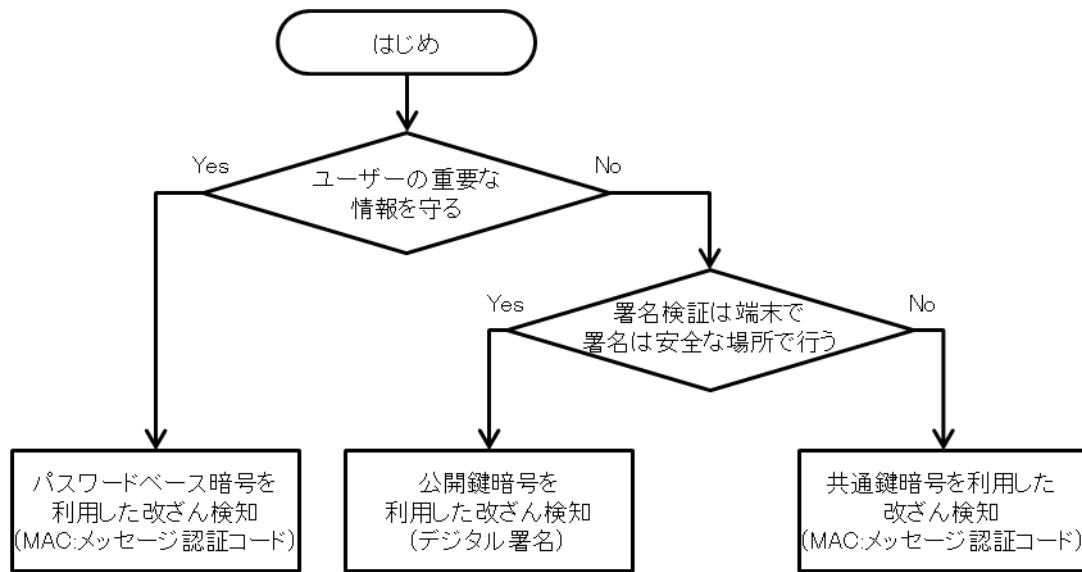 はじめ
Yes
No
ユーザーの重要な
情報を守る
Yes
No
署名検証は端末で
署名は安全な場所で行う
パスワードベース暗号を
利用した改ざん検知
(MAC:メッセージ認証コード)
公開鍵暗号を
利用した改ざん検知
(デジタル署名)
共通鍵暗号を利用した
改ざん検知
(MAC:メッセージ認証コード)